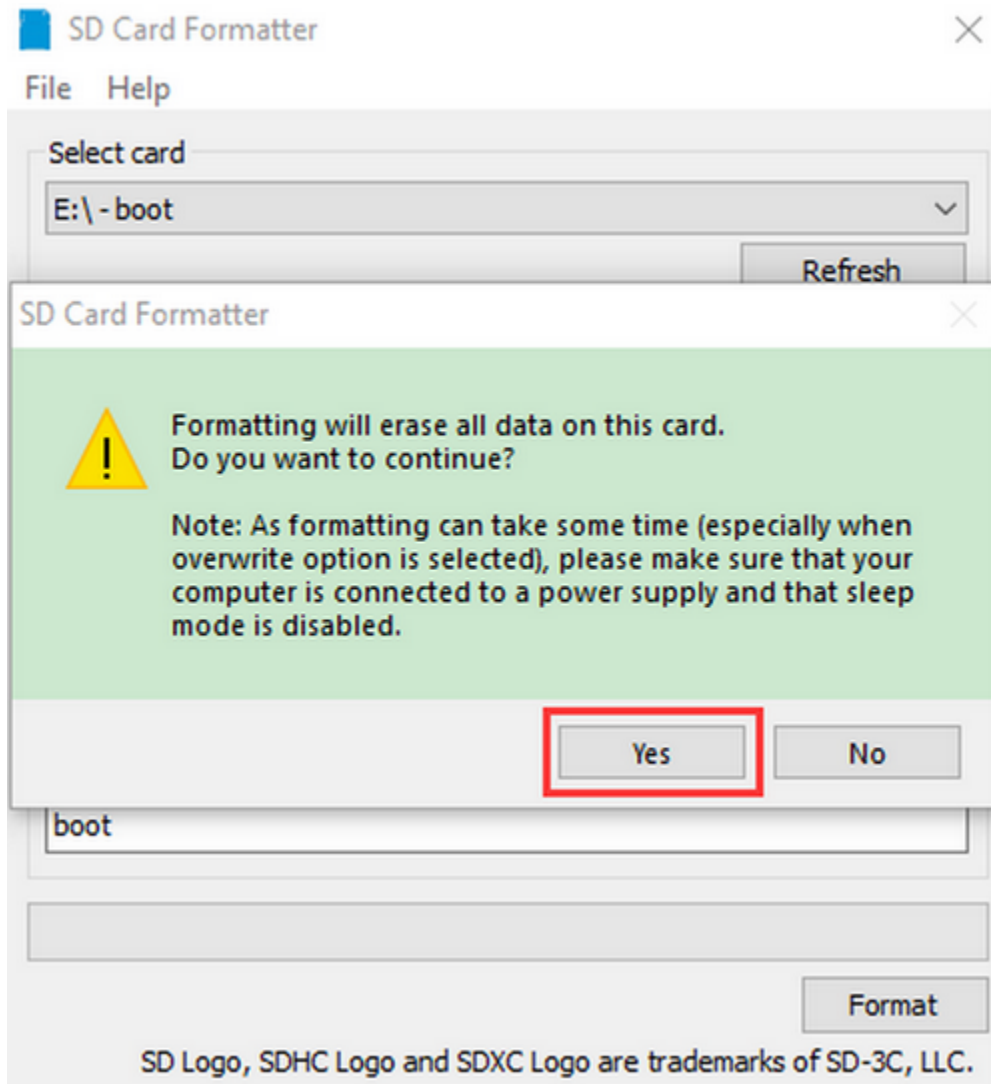 SD Card Formatter
File Help
Select card
E:\ - boot
Refresh
SD Card Formatter
Formatting will erase all data on this card.
Do you want to continue?
Note: As formatting can take some time (especially when
overwrite option is selected), please make sure that your
computer is connected to a power supply and that sleep
mode is disabled.
Yes No
boot
Format
SD Logo, SDHC Logo and SDXC Logo are trademarks of SD-3C, LLC.